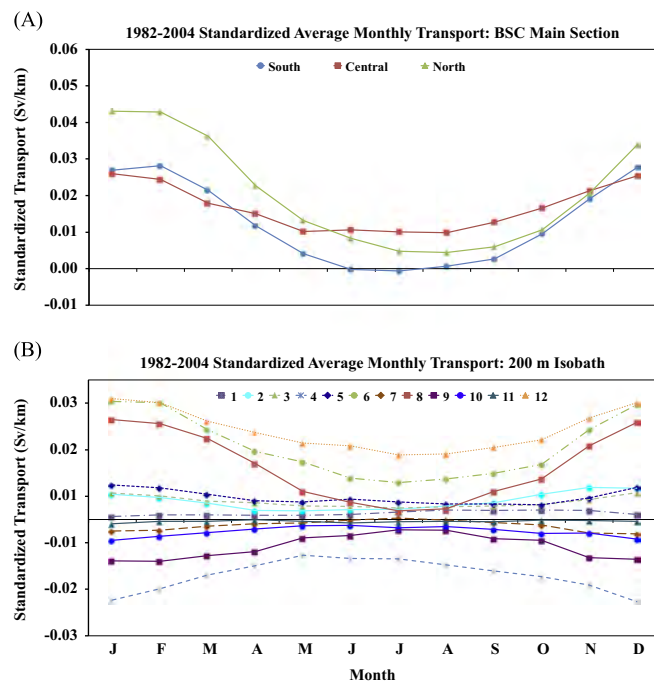 (A)
1982-2004 Standardized Average Monthly Transport: BSC Main Section
South Central North
Standardized Transport (Sv/km)
0.06
0.05
0.04
0.03
0.02
0.01
0.00
-0.01
(B)
1982-2004 Standardized Average Monthly Transport: 200 m Isobath
1 2 3 4 5 6 7 8 9 10 11 12
Standardized Transport (Sv/km)
0.03
0.02
0.01
-0.01
-0.02
-0.03
J F M A M J J A S O N D
Month